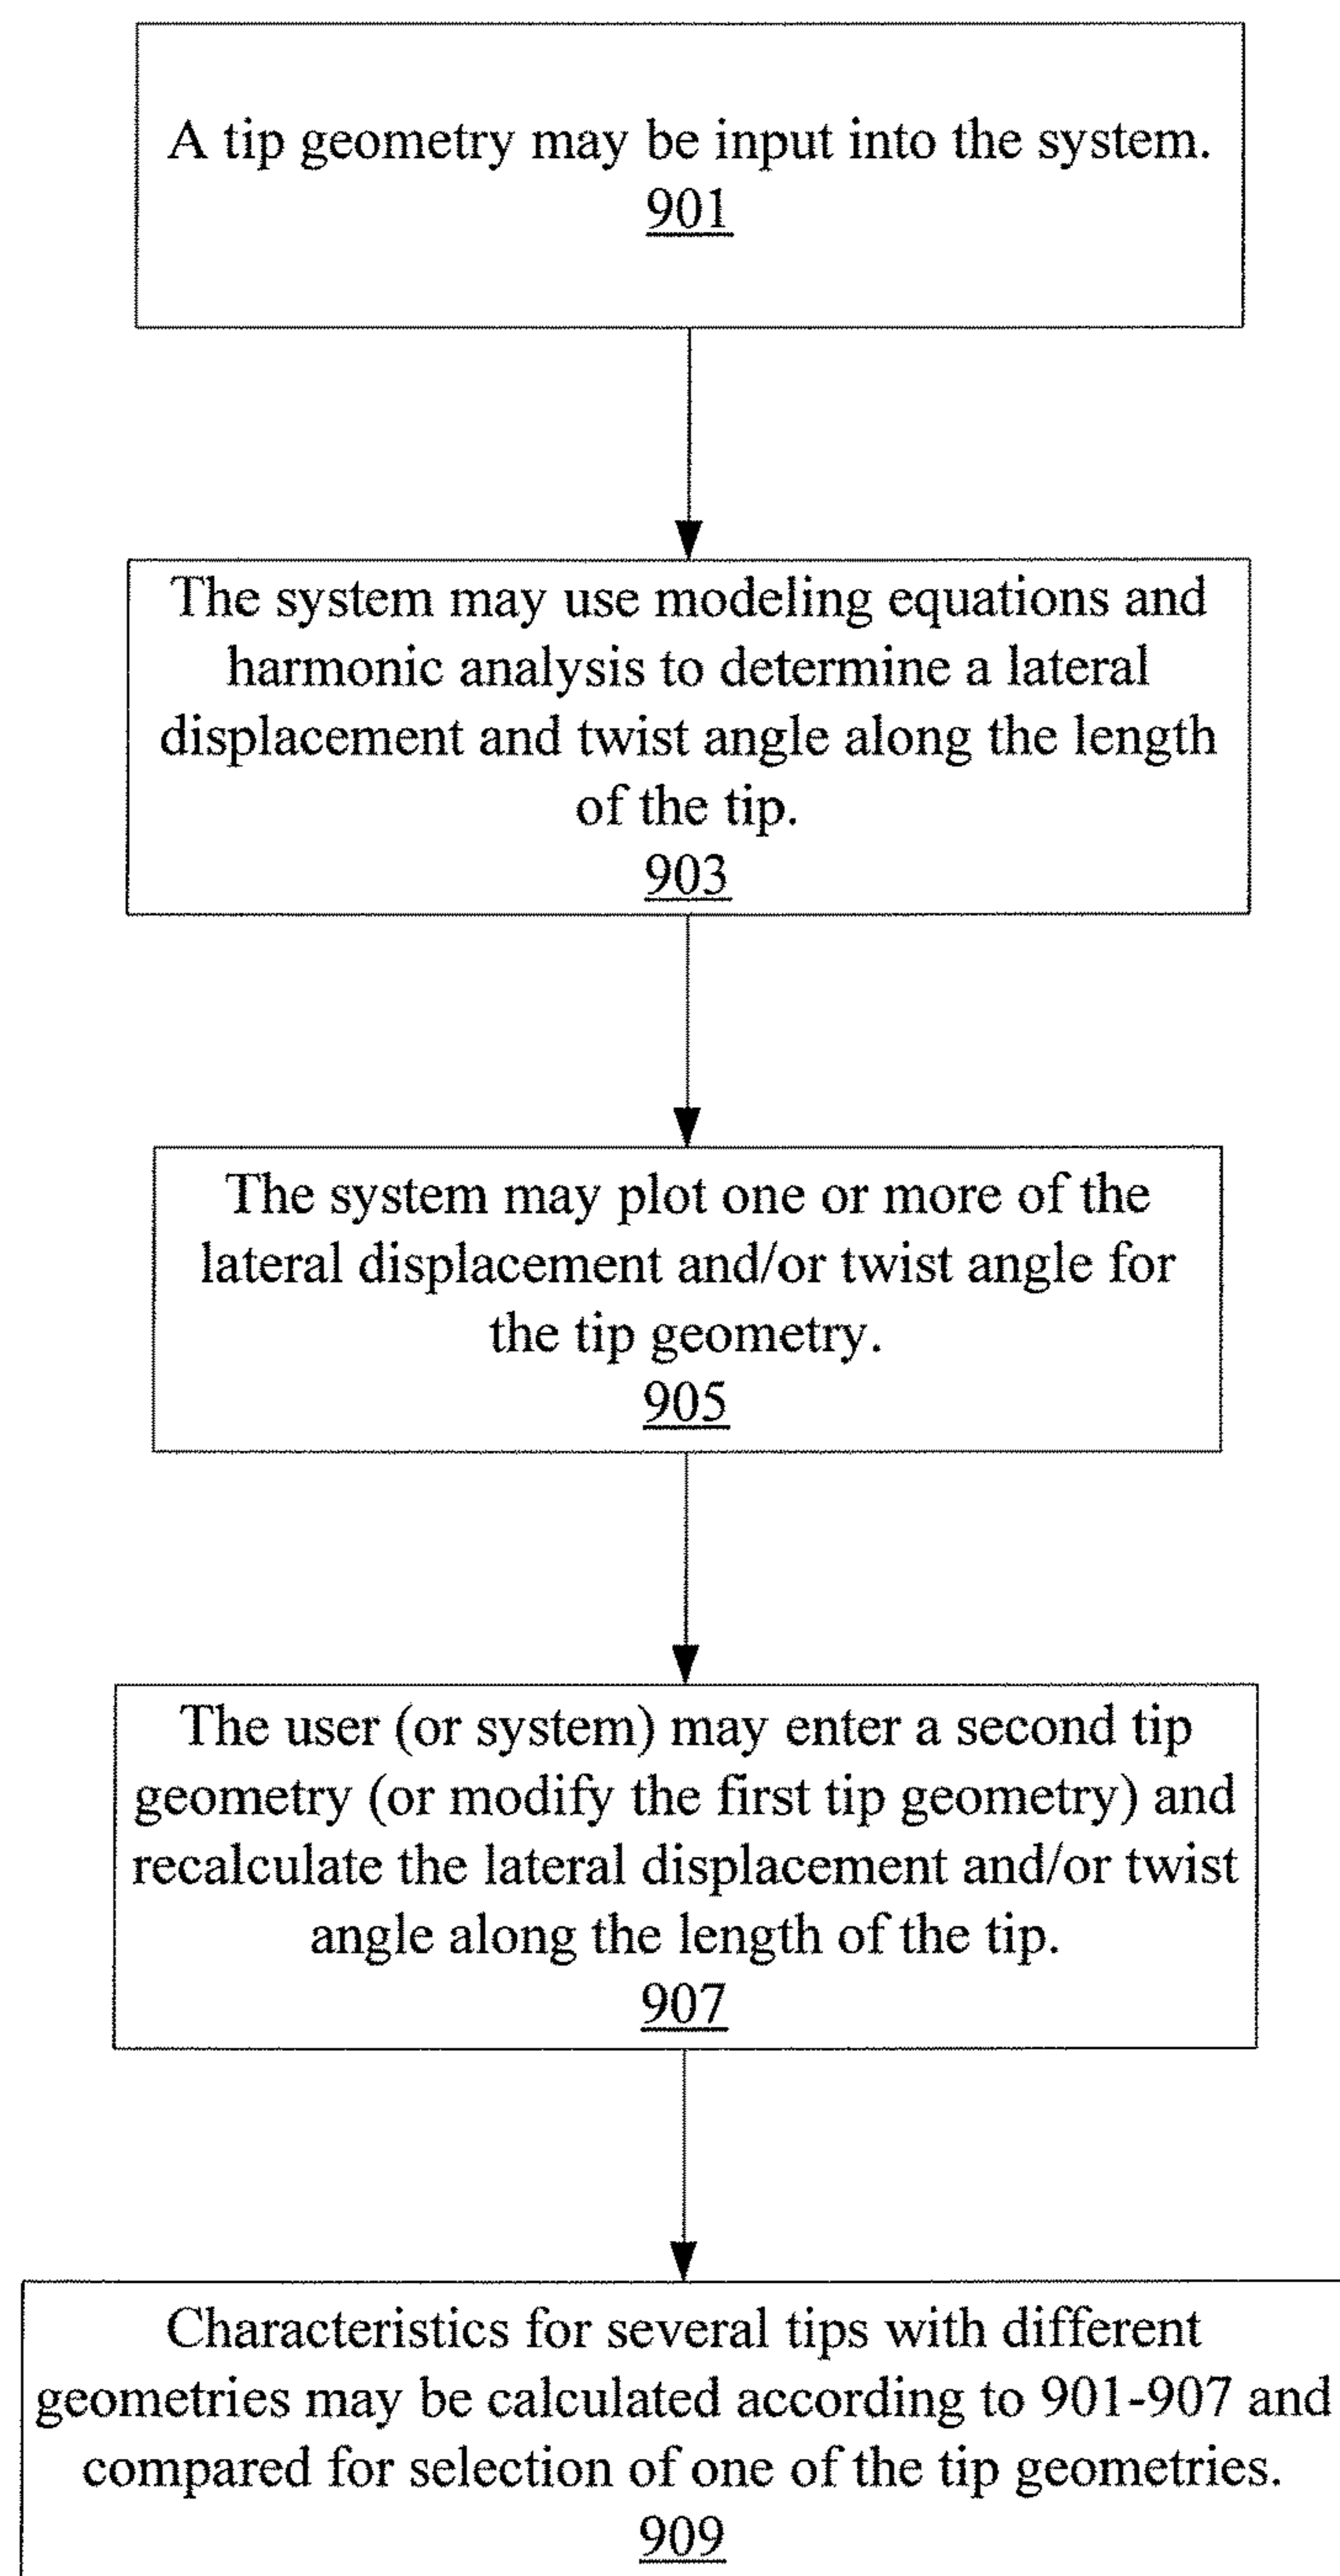 A tip geometry may be input into the system.
901
The system may use modeling equations and
harmonic analysis to determine a lateral
displacement and twist angle along the length
of the tip.
903
The system may plot one or more of the
lateral displacement and/or twist angle for
the tip geometry.
905
The user (or system) may enter a second tip
geometry (or modify the first tip geometry) and
recalculate the lateral displacement and/or twist
angle along the length of the tip.
907
Characteristics for several tips with different
geometries may be calculated according to 901-907 and
compared for selection of one of the tip geometries.
909